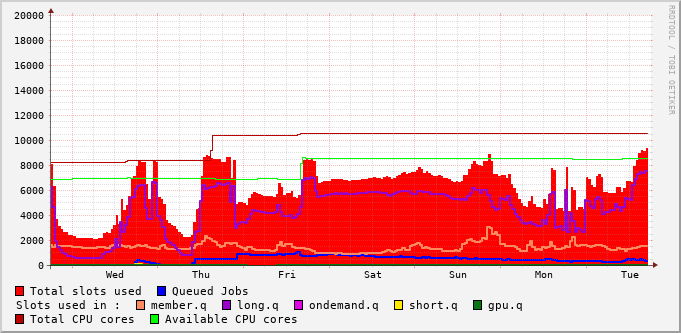 RRDTOOL / TOBI OETIKER
20000
18000
16000
14000
12000
10000
8000
6000
4000
2000
0
Wed Thu Fri Sat Sun Mon Tue
Total slots used Queued Jobs
Slots used in : member.q long.q ondemand.q short.q gpu.q
Total CPU cores Available CPU cores